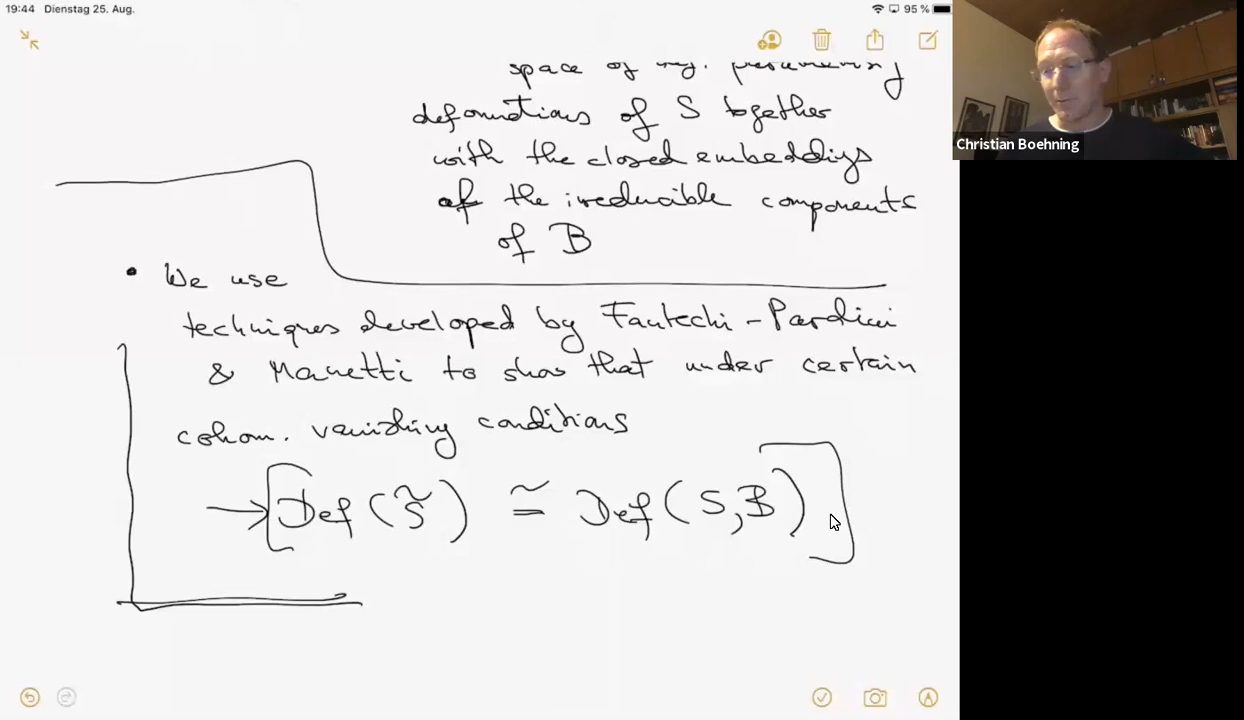 19:44 Dienstag 25. Aug.
95 %
space of
deformations of S together
with the closed embeddings
of the irreducible components
of B
• We use
techniques developed by Fantechi - Pardini
& Manetti to show that under certain
cohom. vanishing conditions
→ [Def(S̃) ≅ Def(S,B)]
Christian Boehning